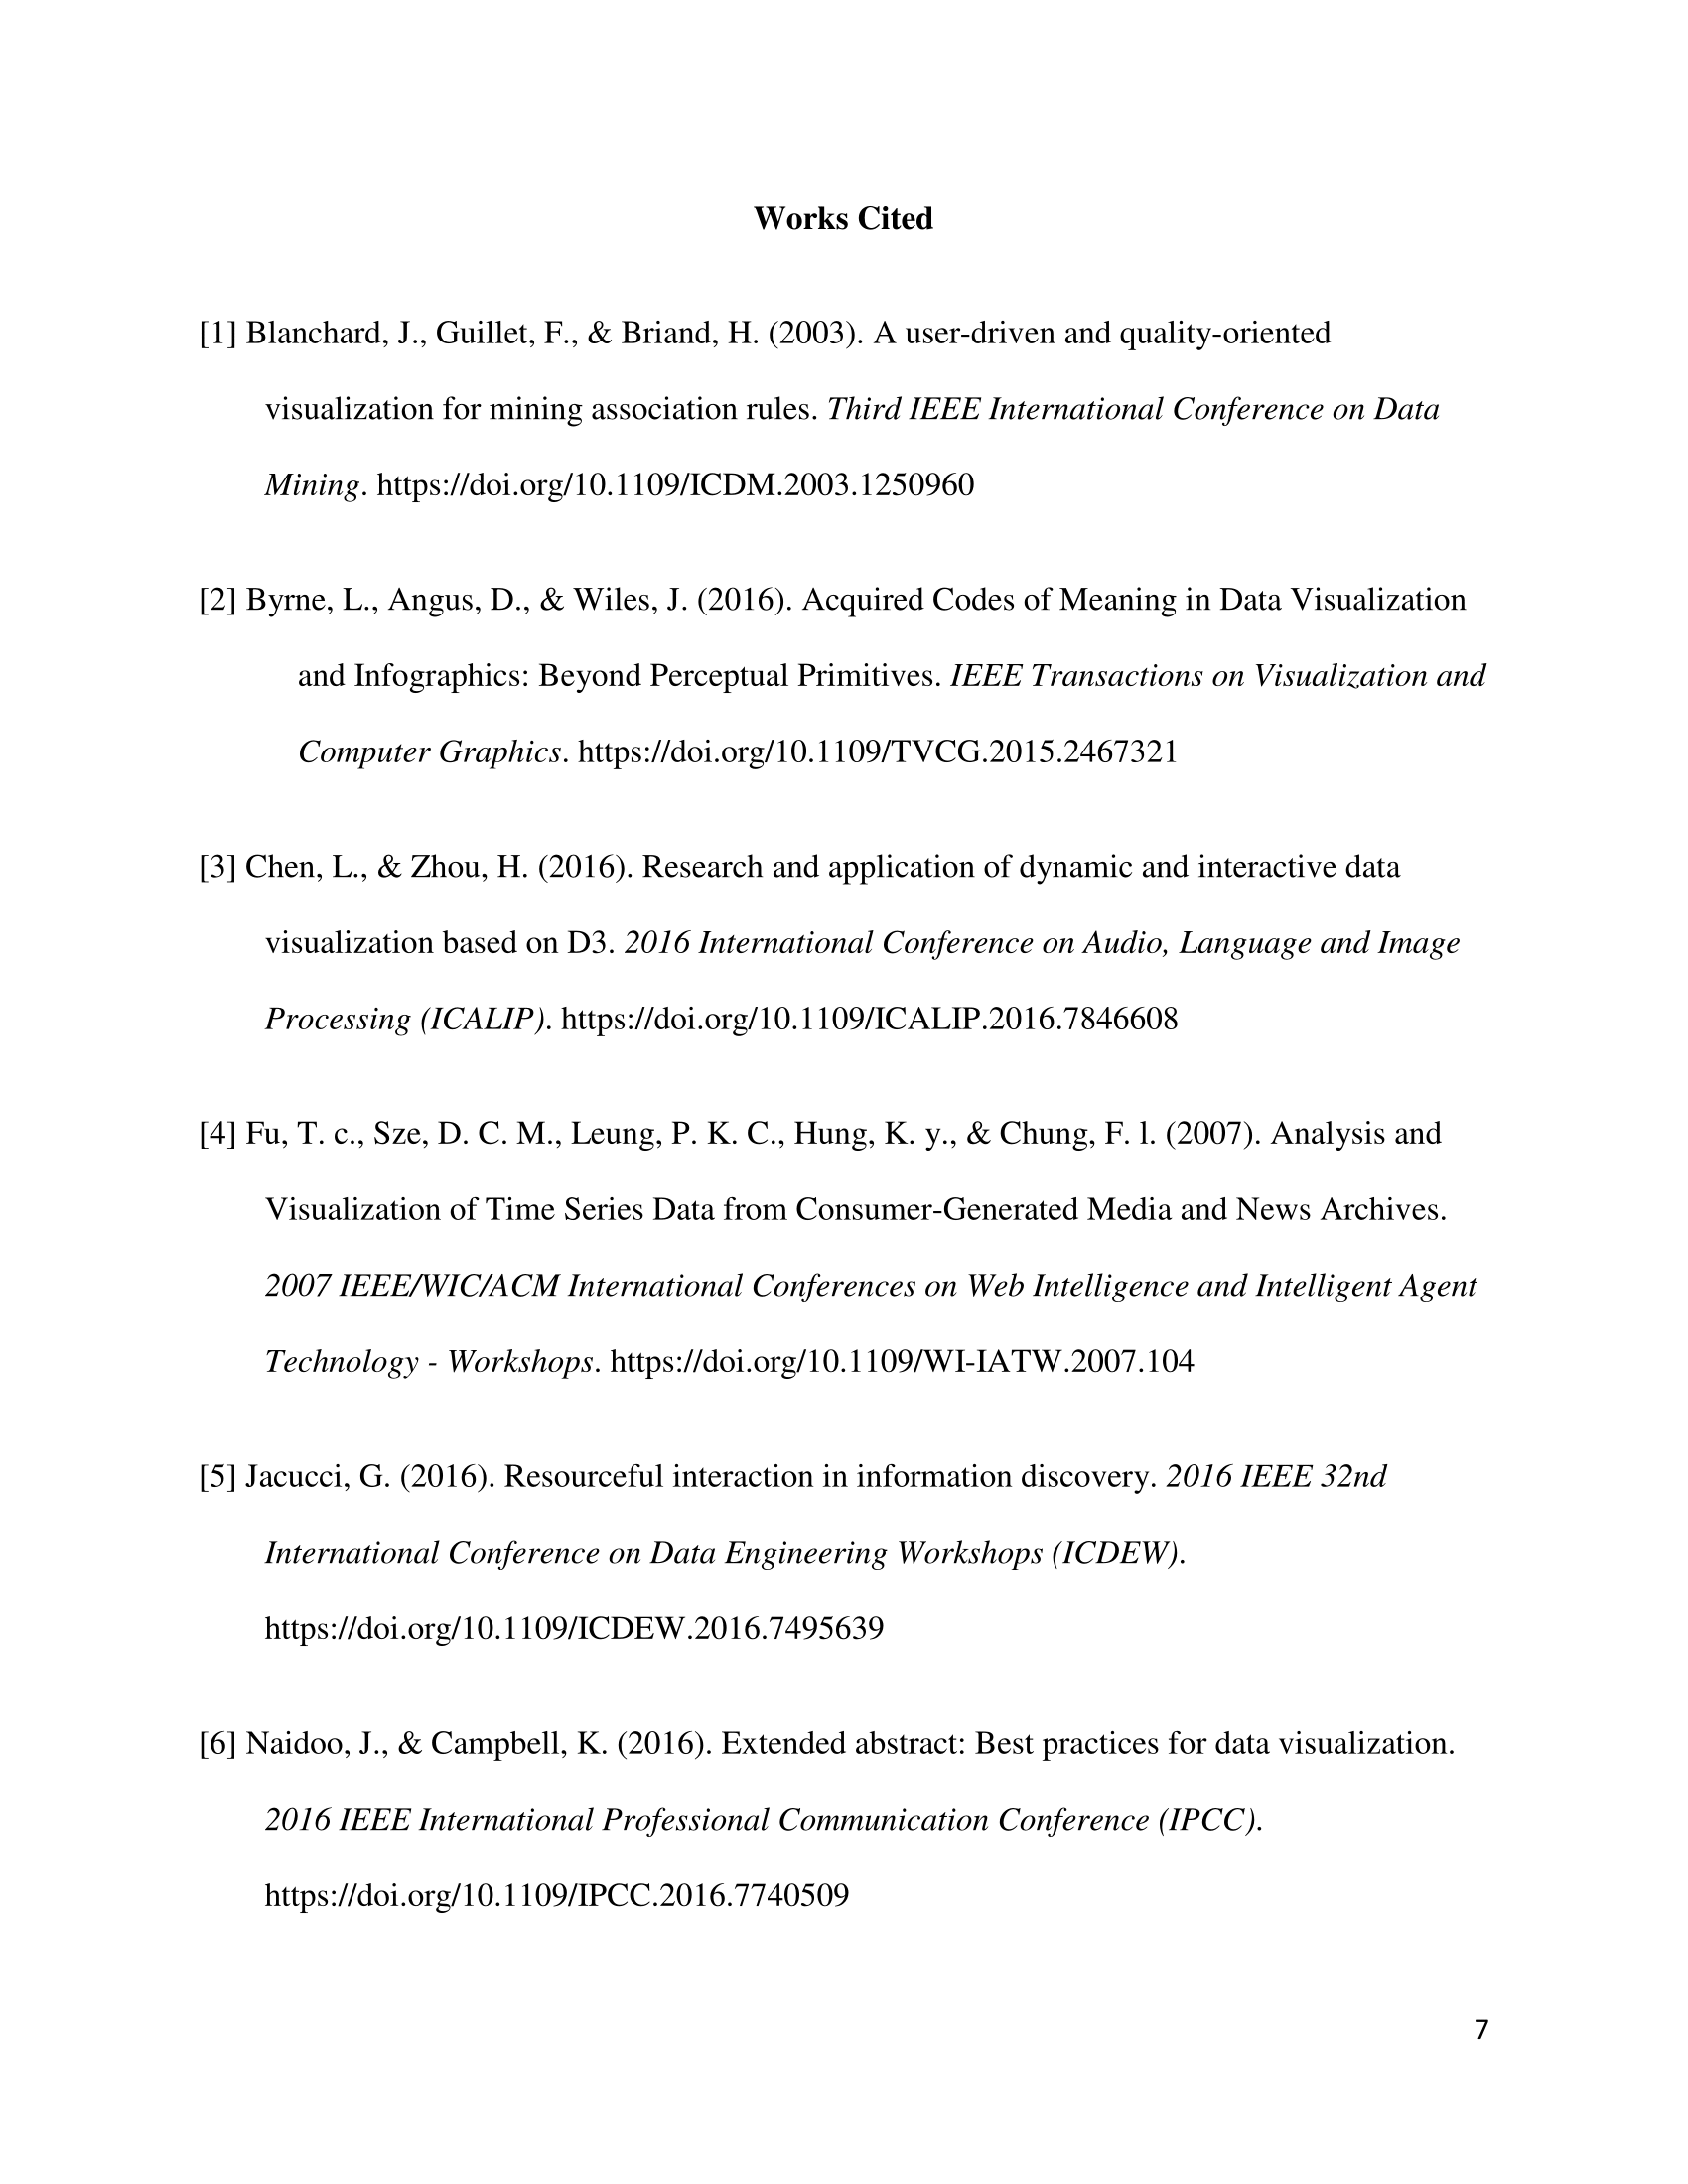 Works Cited
[1] Blanchard, J., Guillet, F., & Briand, H. (2003). A user-driven and quality-oriented
visualization for mining association rules. Third IEEE International Conference on Data
Mining. https://doi.org/10.1109/ICDM.2003.1250960
[2] Byrne, L., Angus, D., & Wiles, J. (2016). Acquired Codes of Meaning in Data Visualization
and Infographics: Beyond Perceptual Primitives. IEEE Transactions on Visualization and
Computer Graphics. https://doi.org/10.1109/TVCG.2015.2467321
[3] Chen, L., & Zhou, H. (2016). Research and application of dynamic and interactive data
visualization based on D3. 2016 International Conference on Audio, Language and Image
Processing (ICALIP). https://doi.org/10.1109/ICALIP.2016.7846608
[4] Fu, T. c., Sze, D. C. M., Leung, P. K. C., Hung, K. y., & Chung, F. l. (2007). Analysis and
Visualization of Time Series Data from Consumer-Generated Media and News Archives.
2007 IEEE/WIC/ACM International Conferences on Web Intelligence and Intelligent Agent
Technology - Workshops. https://doi.org/10.1109/WI-IATW.2007.104
[5] Jacucci, G. (2016). Resourceful interaction in information discovery. 2016 IEEE 32nd
International Conference on Data Engineering Workshops (ICDEW).
https://doi.org/10.1109/ICDEW.2016.7495639
[6] Naidoo, J., & Campbell, K. (2016). Extended abstract: Best practices for data visualization.
2016 IEEE International Professional Communication Conference (IPCC).
https://doi.org/10.1109/IPCC.2016.7740509
7